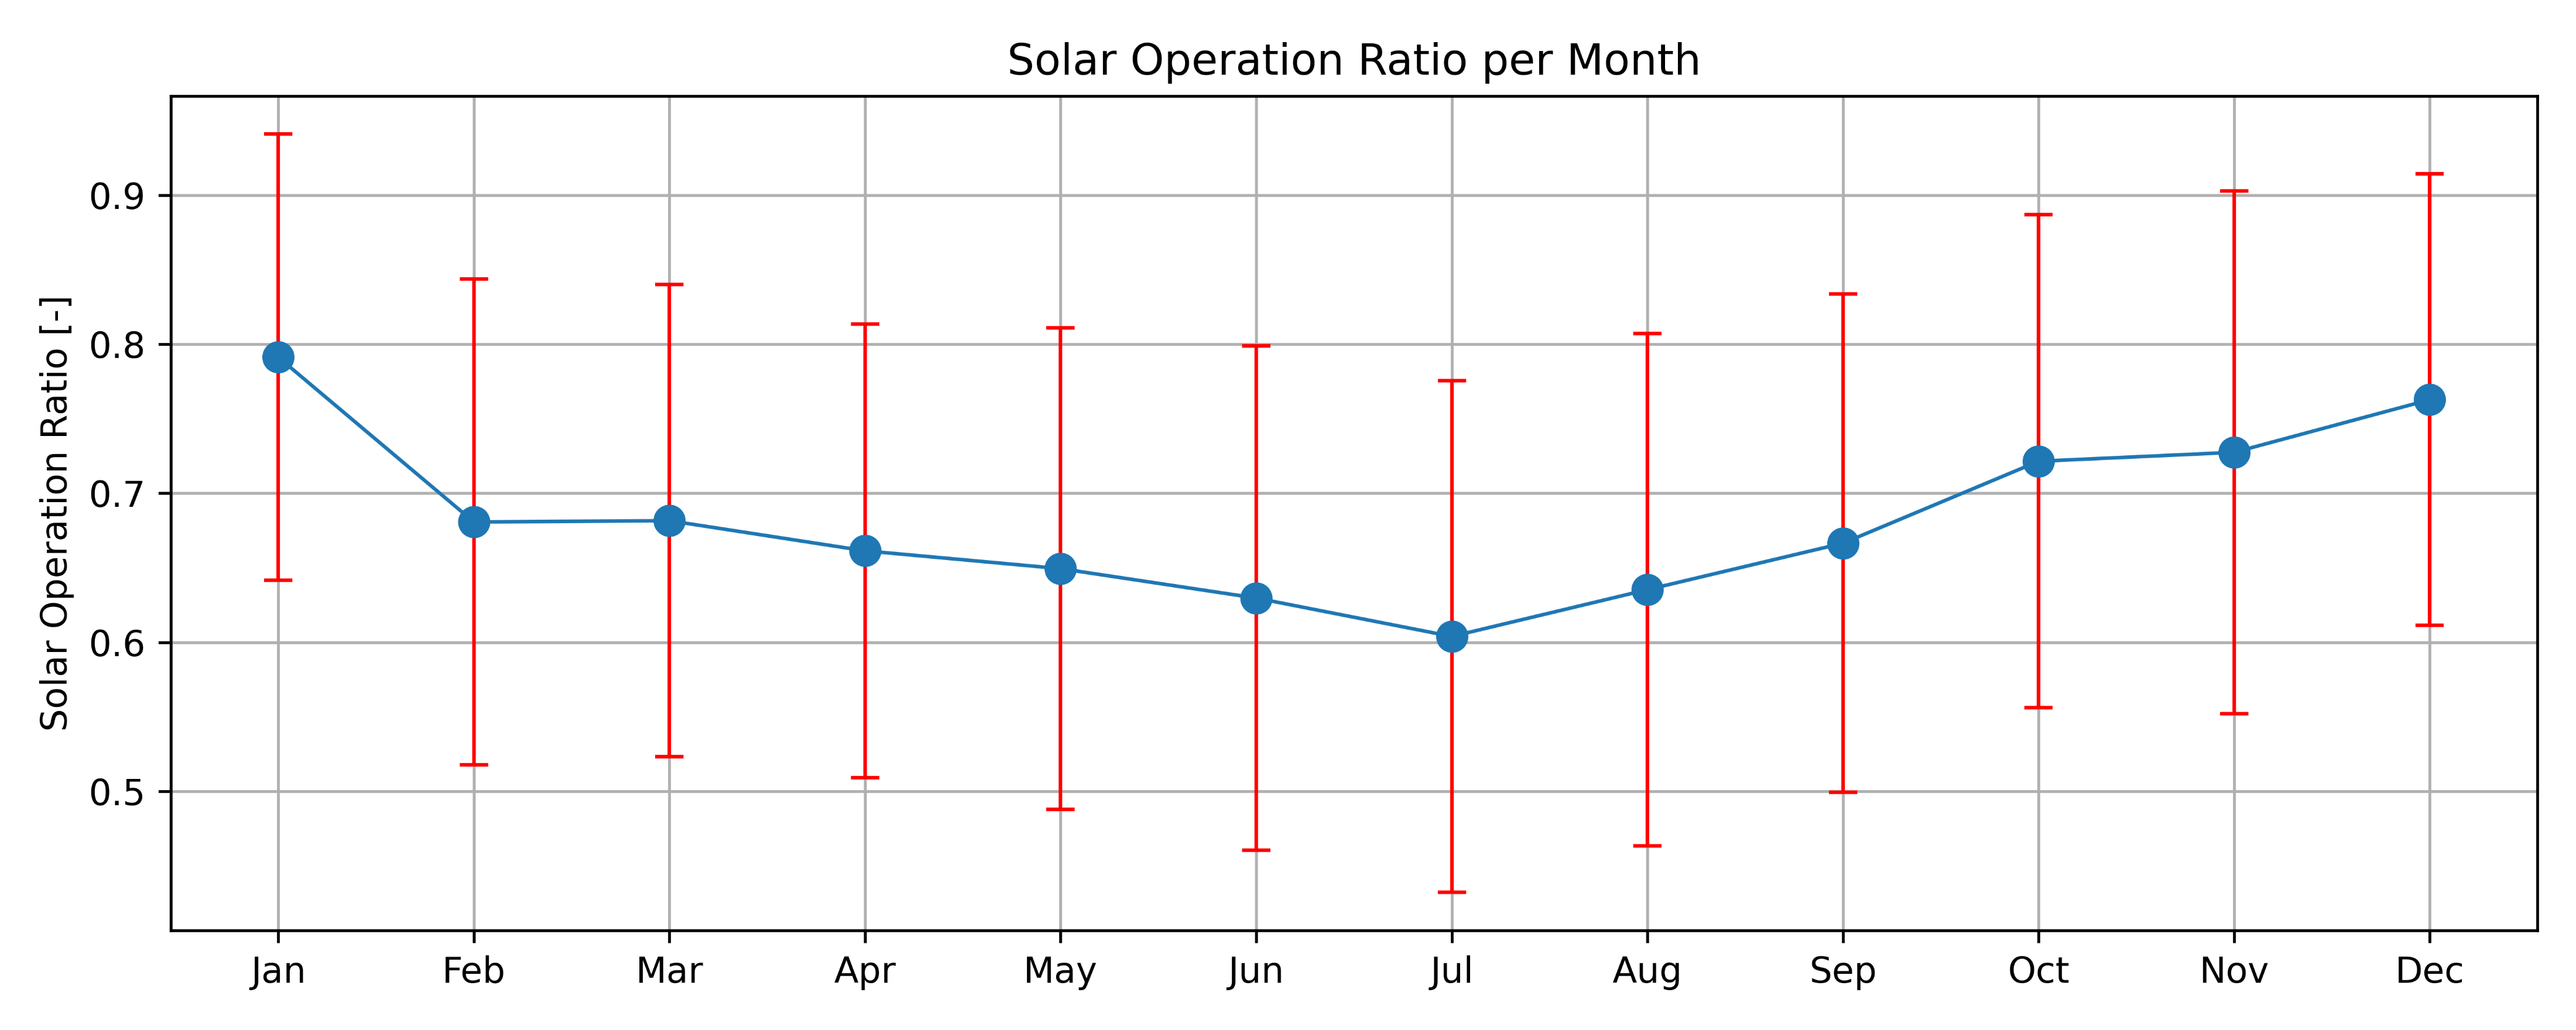 Solar Operation Ratio per Month
Solar Operation Ratio [-]
0.9
0.8
0.7
0.6
0.5
Jan Feb Mar Apr May Jun Jul Aug Sep Oct Nov Dec